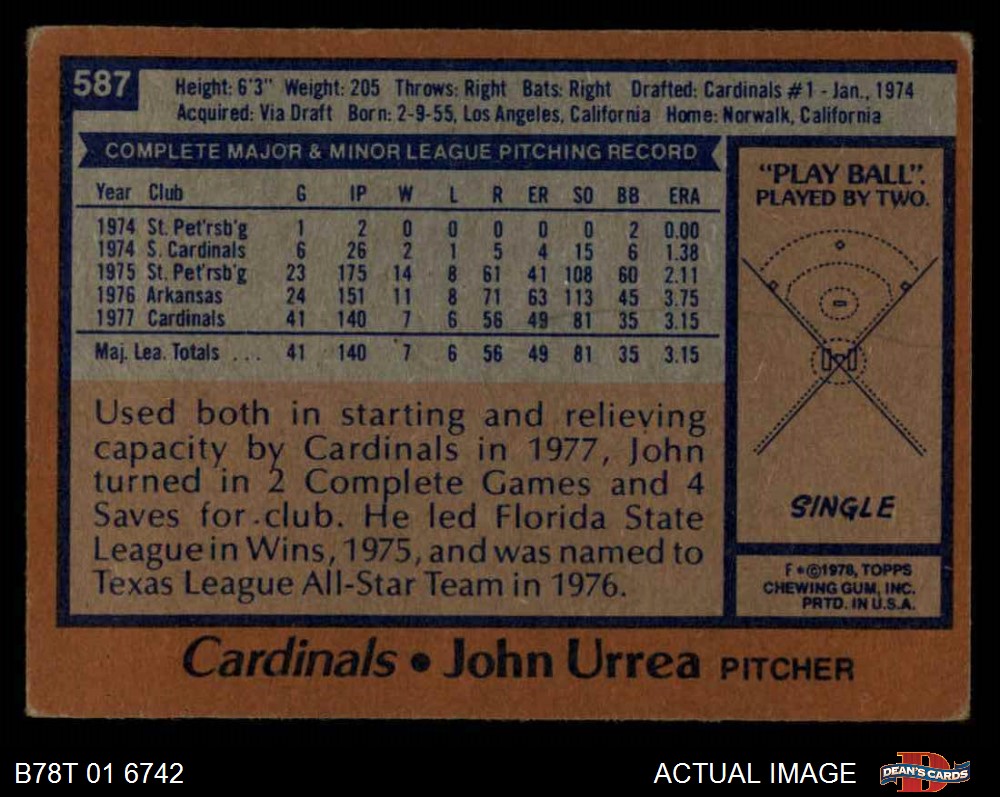 587
Height: 6'3" Weight: 205 Throws: Right Bats: Right Drafted: Cardinals #1 - Jan., 1974
Acquired: Via Draft Born: 2-9-55, Los Angeles, California Home: Norwalk, California
COMPLETE MAJOR & MINOR LEAGUE PITCHING RECORD
Year Club G IP W L R ER SO BB ERA
1974 St. Pet'rsb'g 1 2 0 0 0 0 0 2 0.00
1974 S. Cardinals 6 26 2 1 5 4 15 6 1.38
1975 St. Pet'rsb'g 23 175 14 8 61 41 108 60 2.11
1976 Arkansas 24 151 11 8 71 63 113 45 3.75
1977 Cardinals 41 140 7 6 56 49 81 35 3.15
Maj. Lea. Totals ... 41 140 7 6 56 49 81 35 3.15
Used both in starting and relieving
capacity by Cardinals in 1977, John
turned in 2 Complete Games and 4
Saves for club. He led Florida State
League in Wins, 1975, and was named to
Texas League All-Star Team in 1976.
"PLAY BALL".
PLAYED BY TWO.
SINGLE
F*©1978, TOPPS
CHEWING GUM, INC.
PRTD. IN U.S.A.
Cardinals • John Urrea PITCHER
B78T 01 6742
ACTUAL IMAGE
DEAN'S CARDS